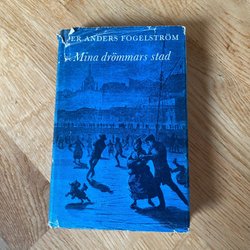 PER ANDERS FOGELSTRÖM
Mina drömmars stad